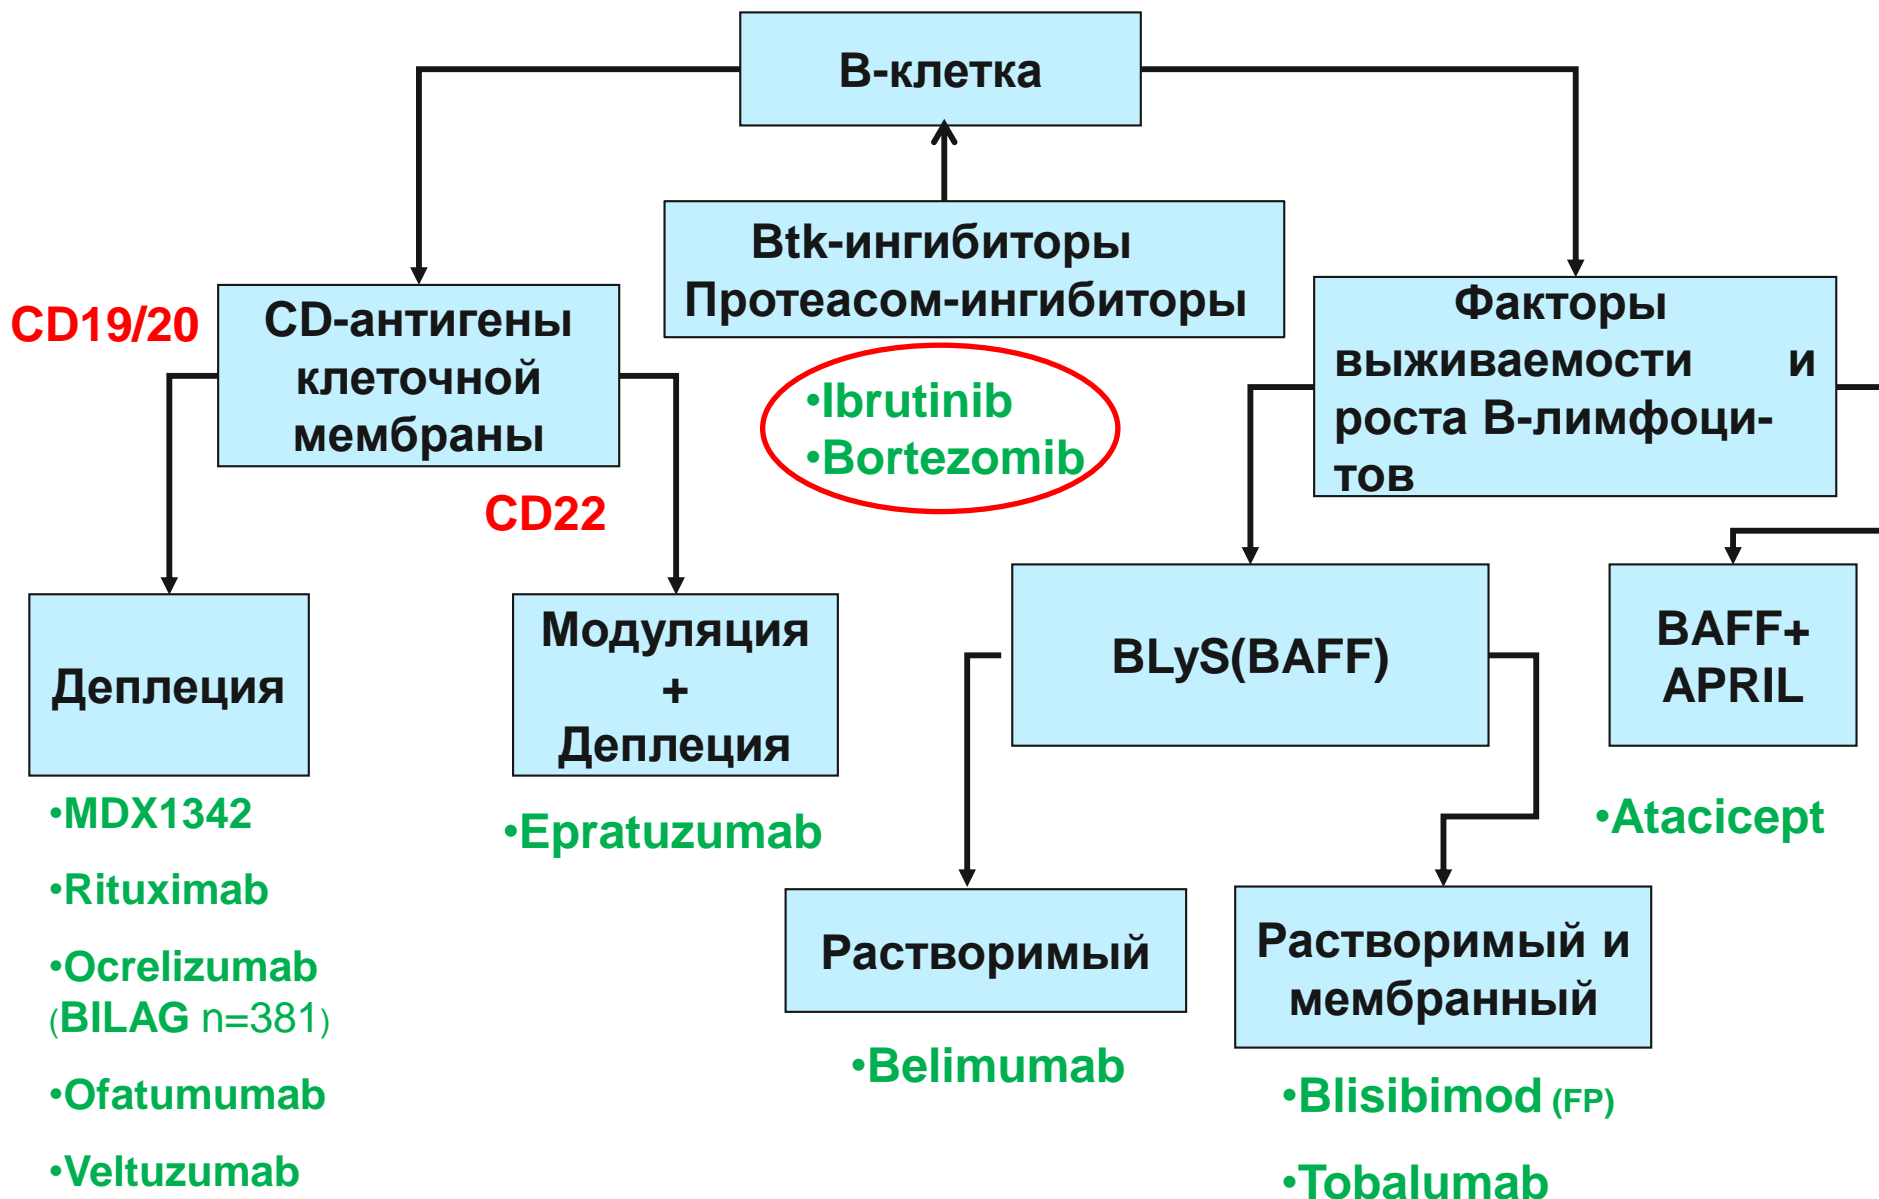 В-клетка
Btk-ингибиторы
Протеасом-ингибиторы
•Ibrutinib
•Bortezomib
CD19/20
CD-антигены
клеточной
мембраны
CD22
Факторы
выживаемости и
роста В-лимфоци-
тов
Деплеция
•MDX1342
•Rituximab
•Ocrelizumab
(BILAG n=381)
•Ofatumumab
•Veltuzumab
Модуляция
+
Деплеция
•Epratuzumab
BLyS(BAFF)
BAFF+
APRIL
•Atacicept
Растворимый
•Belimumab
Растворимый и
мембранный
•Blisibimod (FP)
•Tobalumab